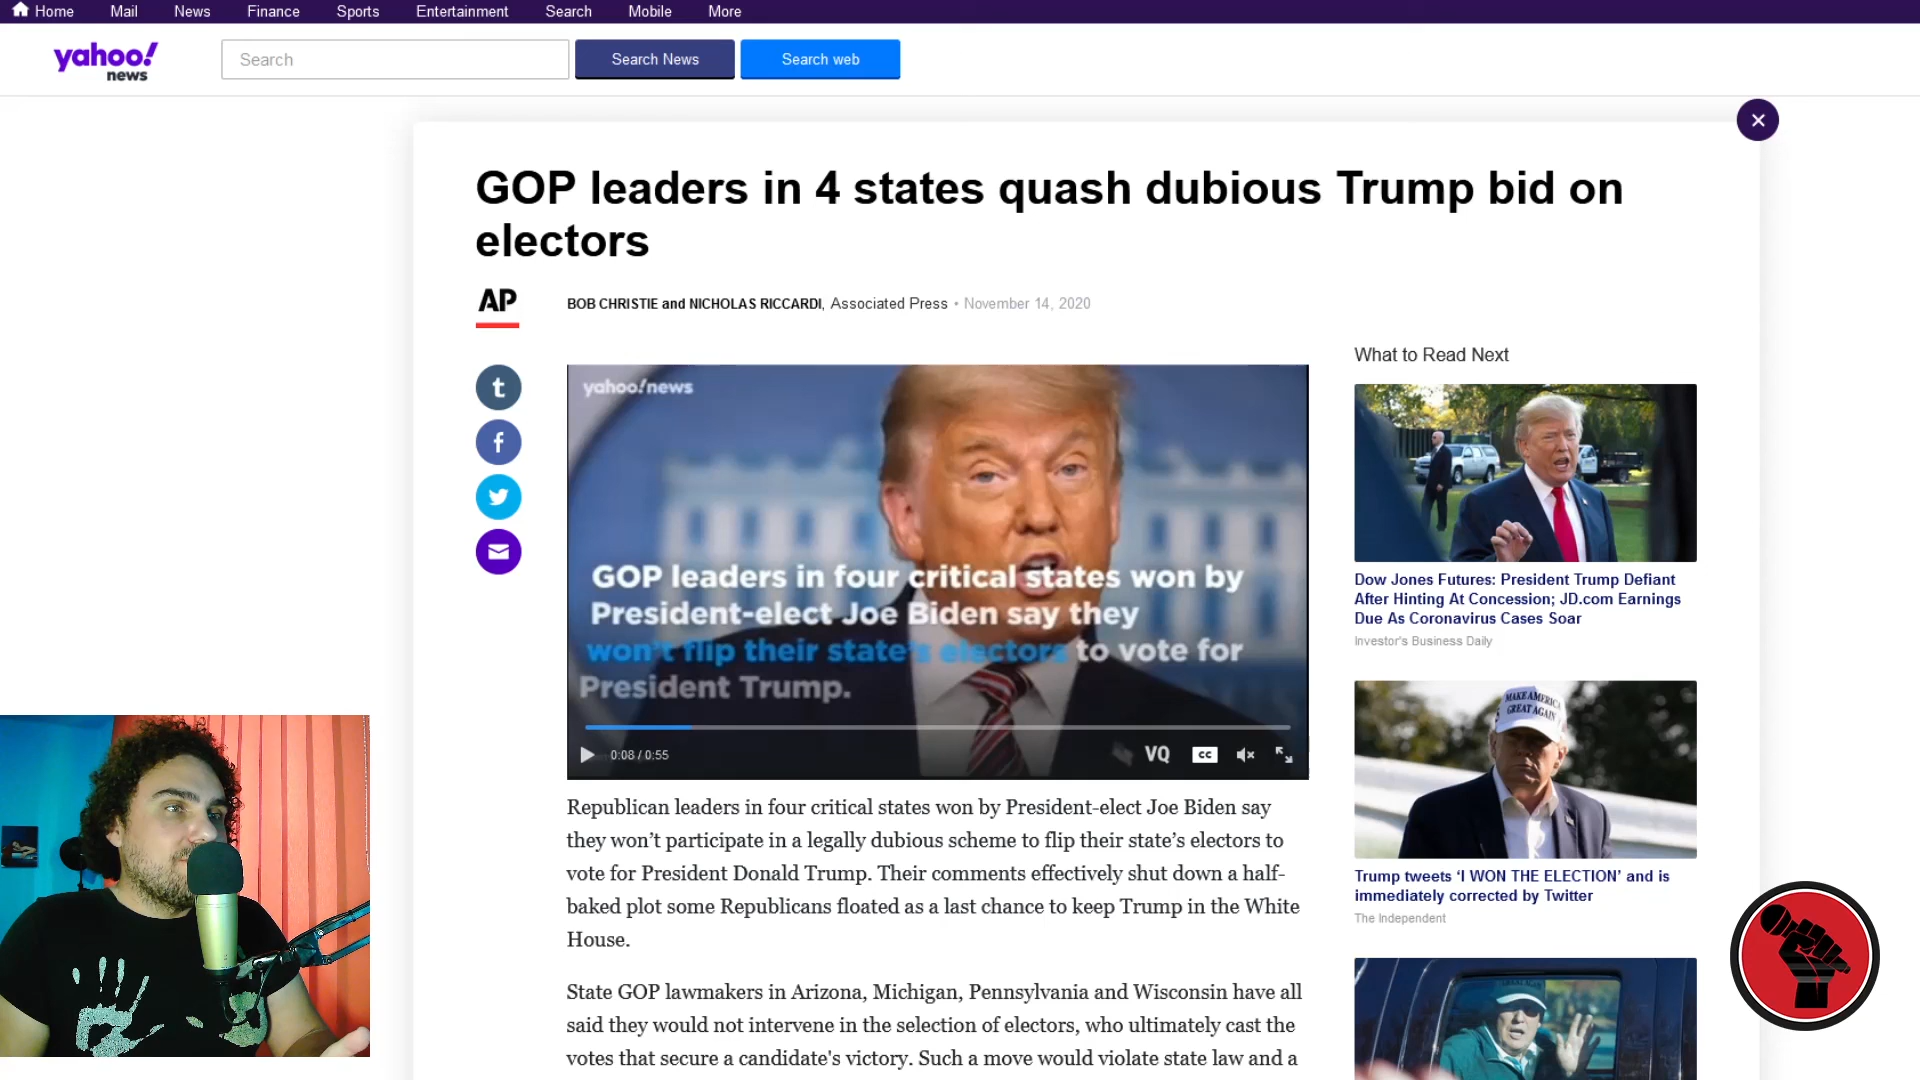 Home Mail News Finance Sports Entertainment Search Mobile More
yahoo!
news
Search
Search News
Search web
GOP leaders in 4 states quash dubious Trump bid on
electors
AP
BOB CHRISTIE and NICHOLAS RICCARDI, Associated Press • November 14, 2020
t
f
yahoo!news
GOP leaders in four critical states won by
President-elect Joe Biden say they
won't flip their state's electors to vote for
President Trump.
0:08 / 0:55
VQ
CC
Republican leaders in four critical states won by President-elect Joe Biden say
they won’t participate in a legally dubious scheme to flip their state’s electors to
vote for President Donald Trump. Their comments effectively shut down a half-
baked plot some Republicans floated as a last chance to keep Trump in the White
House.
State GOP lawmakers in Arizona, Michigan, Pennsylvania and Wisconsin have all
said they would not intervene in the selection of electors, who ultimately cast the
votes that secure a candidate's victory. Such a move would violate state law and a
What to Read Next
Dow Jones Futures: President Trump Defiant
After Hinting At Concession; JD.com Earnings
Due As Coronavirus Cases Soar
Investor's Business Daily
MAKE AMERICA
GREAT AGAIN
Trump tweets ‘I WON THE ELECTION’ and is
immediately corrected by Twitter
The Independent